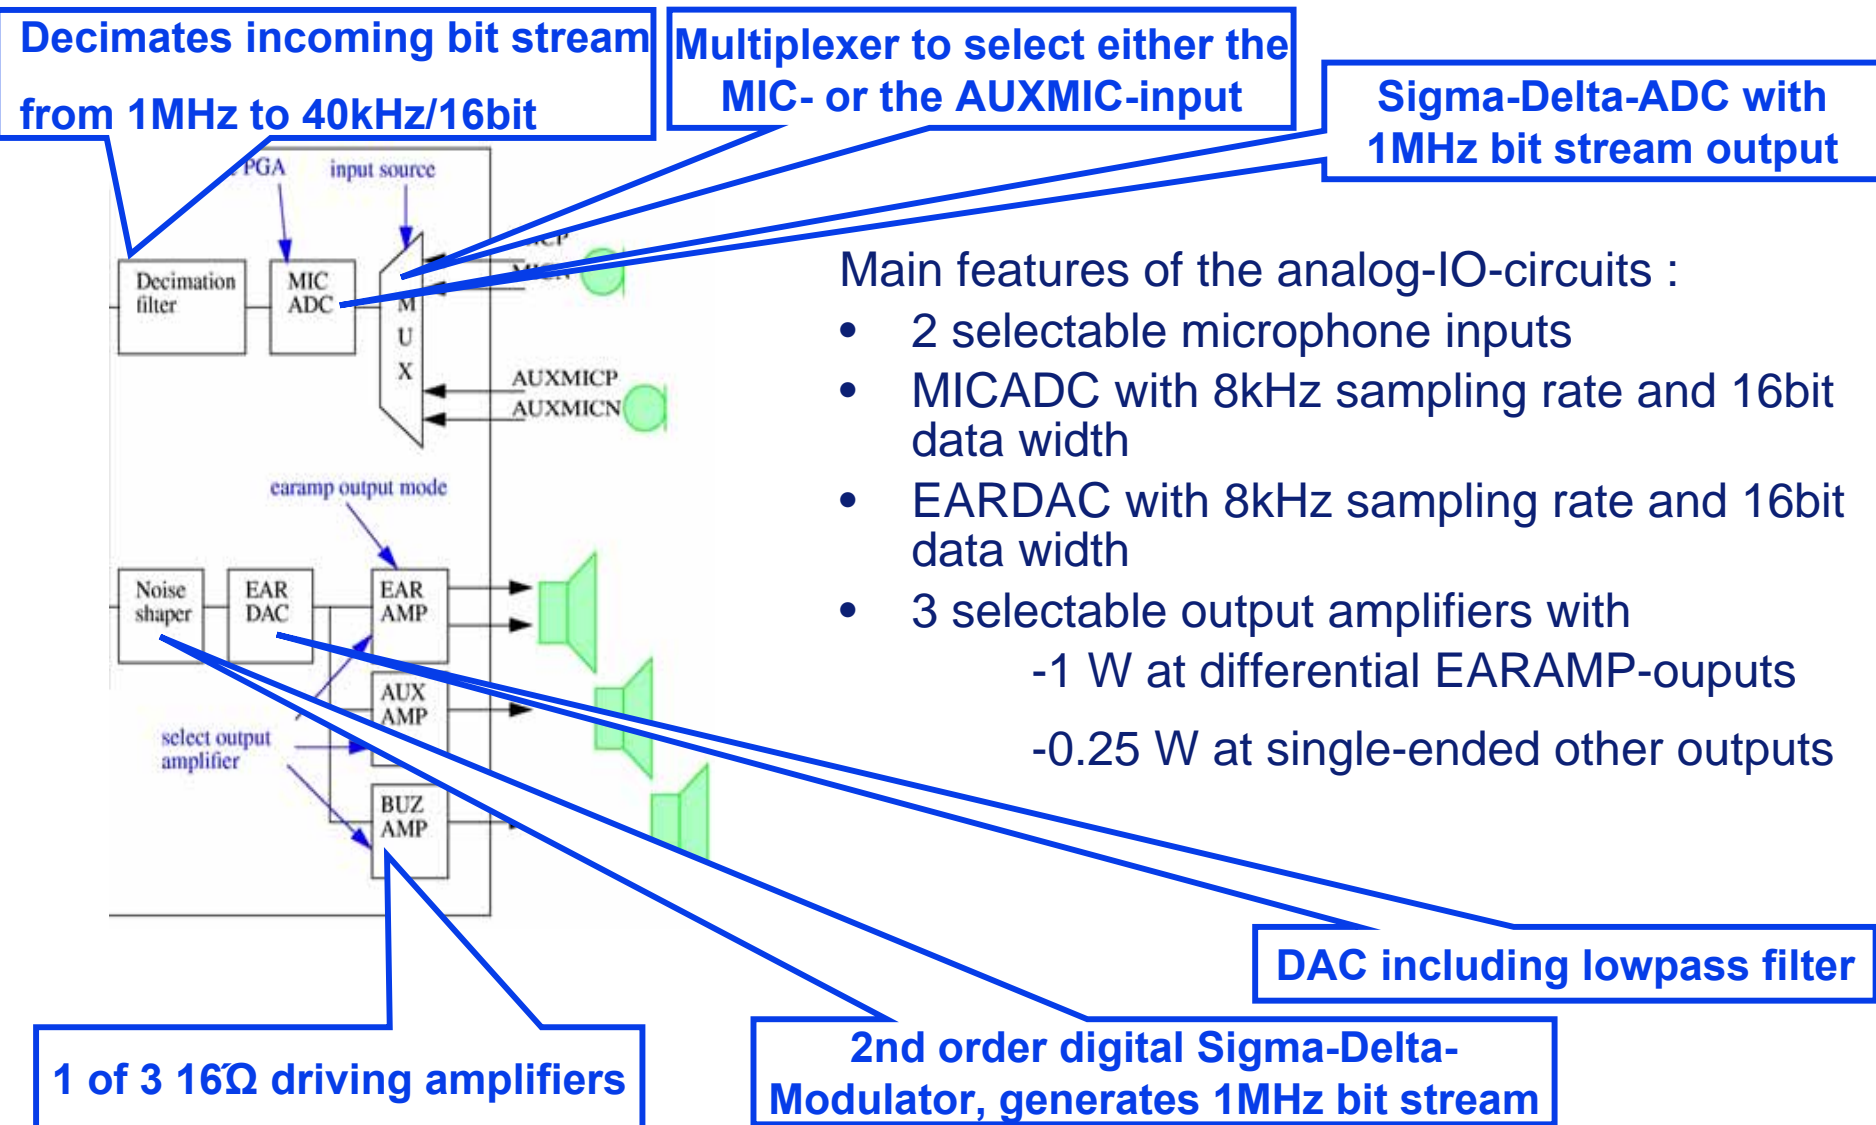 Decimates incoming bit stream
from 1MHz to 40kHz/16bit
Multiplexer to select either the
MIC- or the AUXMIC-input
Sigma-Delta-ADC with
1MHz bit stream output
PGA
input source
Decimation
filter
MIC
ADC
M
U
X
MICN
AUXMICP
AUXMICN
earamp output mode
Noise
shaper
EAR
DAC
EAR
AMP
AUX
AMP
select output
amplifier
BUZ
AMP
Main features of the analog-IO-circuits :
• 2 selectable microphone inputs
• MICADC with 8kHz sampling rate and 16bit
data width
• EARDAC with 8kHz sampling rate and 16bit
data width
• 3 selectable output amplifiers with
-1 W at differential EARAMP-ouputs
-0.25 W at single-ended other outputs
DAC including lowpass filter
2nd order digital Sigma-Delta-
Modulator, generates 1MHz bit stream
1 of 3 16Ω driving amplifiers